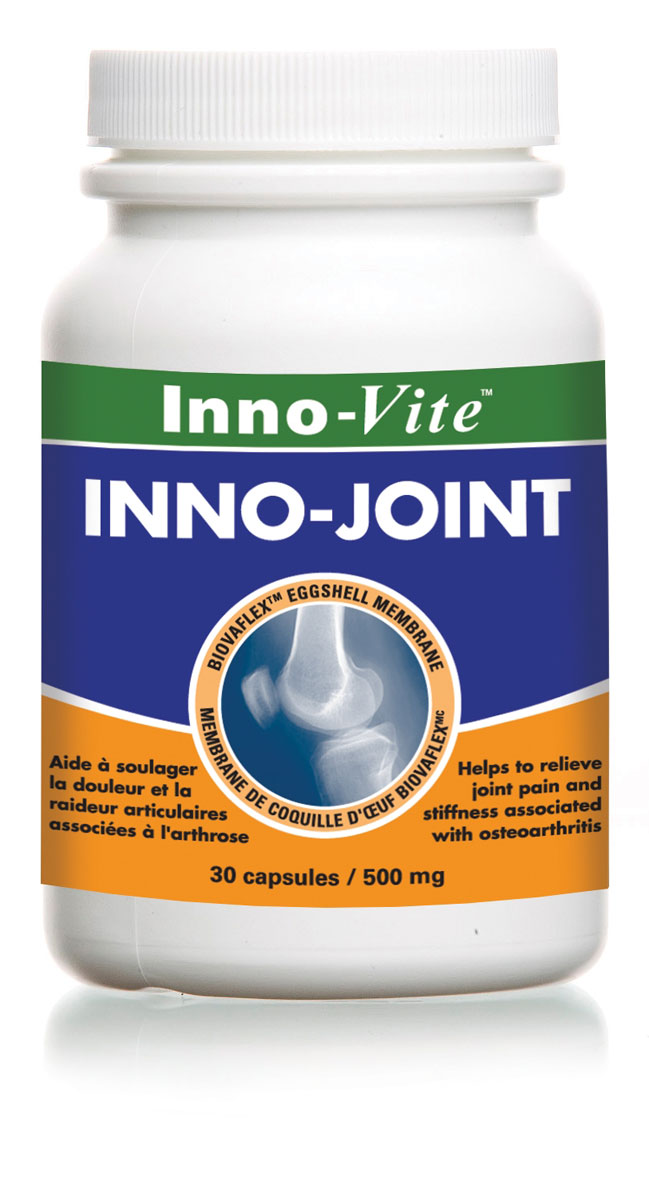 Inno-Vite™
INNO-JOINT
BIOVAFLEX™ EGGSHELL MEMBRANE
MEMBRANE DE COQUILLE D'ŒUF BIOVAFLEXMC
Aide à soulager
la douleur et la
raideur articulaires
associées à l'arthrose
Helps to relieve
joint pain and
stiffness associated
with osteoarthritis
30 capsules / 500 mg